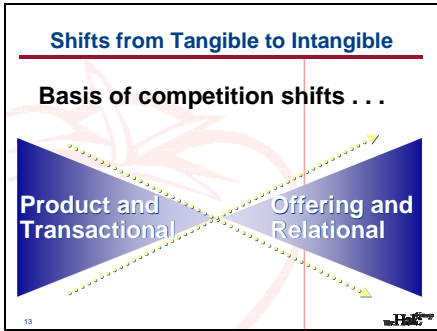 Shifts from Tangible to Intangible
Basis of competition shifts . . .
Product and
Transactional
Offering and
Relational
13